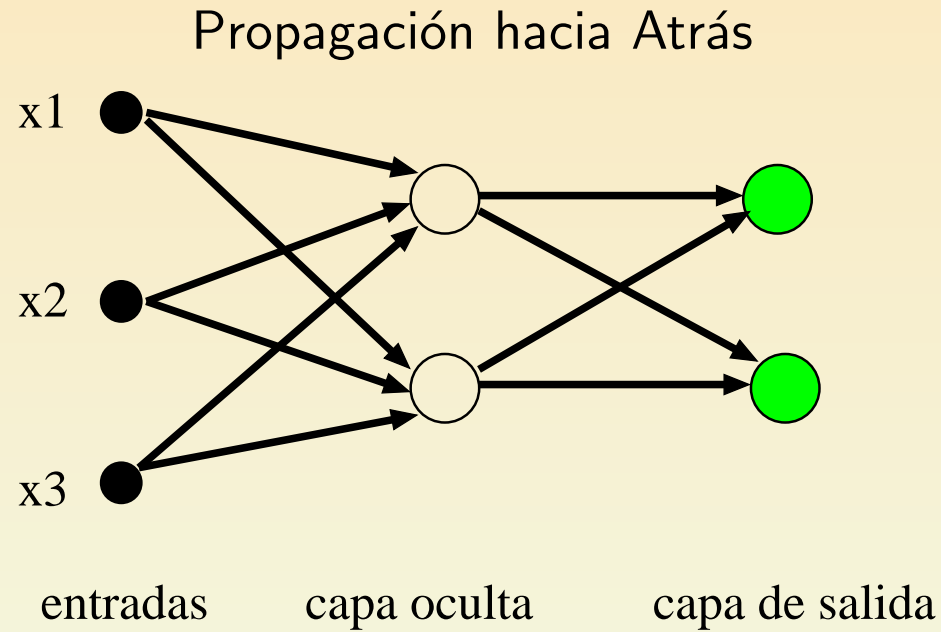 Propagación hacia Atrás
x1
x2
x3
entradas capa oculta capa de salida